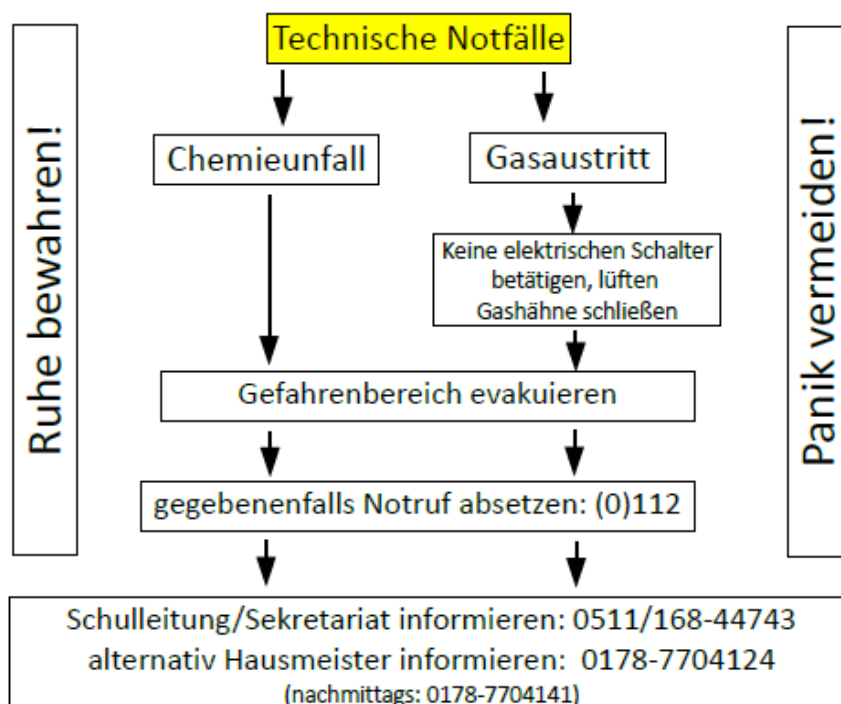 Technische Notfälle
Ruhe bewahren!
Panik vermeiden!
Chemieunfall
Gasaustritt
Keine elektrischen Schalter
betätigen, lüften
Gashähne schließen
Gefahrenbereich evakuieren
gegebenenfalls Notruf absetzen: (0)112
Schulleitung/Sekretariat informieren: 0511/168-44743
alternativ Hausmeister informieren: 0178-7704124
(nachmittags: 0178-7704141)